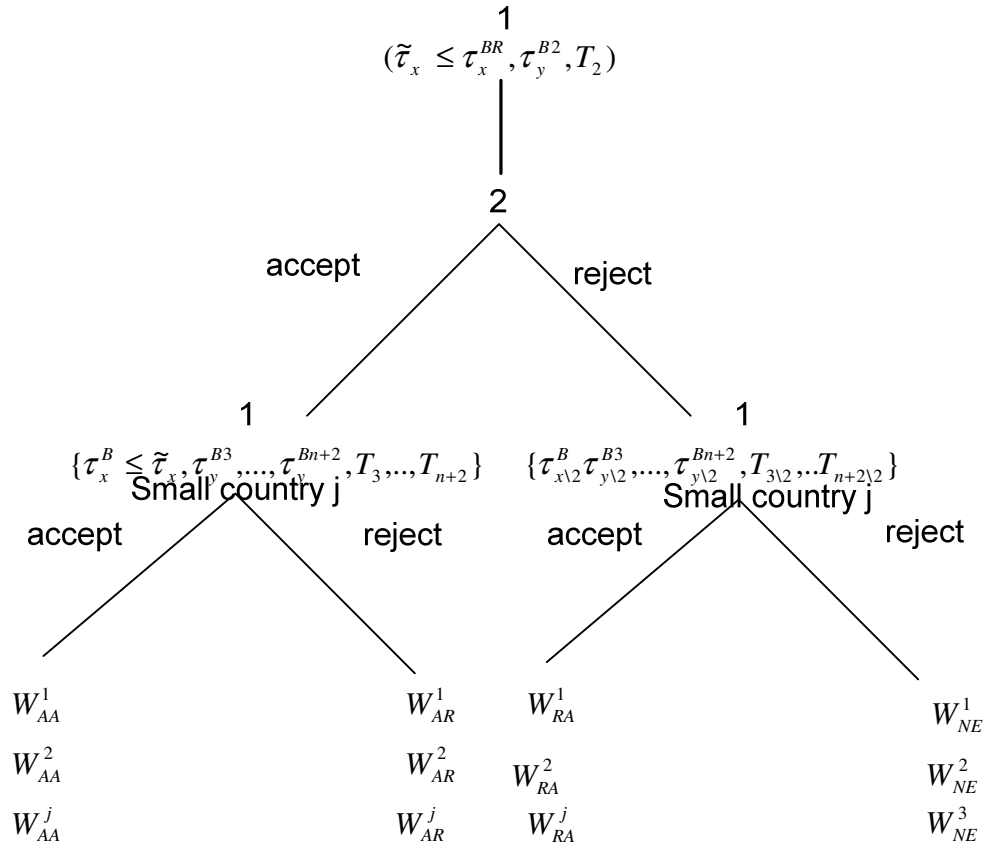 1
(τ̃_x ≤ τ_x^{BR}, τ_y^{B2}, T_2)
2
accept reject
1 1
{τ_x^B ≤ τ̃_x, τ_y^{B3},..., τ_y^{Bn+2}, T_3,.., T_{n+2}} {τ_{x\2}^B τ_{y\2}^{B3},..., τ_{y\2}^{Bn+2}, T_{3\2},..T_{n+2\2}}
Small country j Small country j
accept reject accept reject
W_{AA}^1 W_{AR}^1 W_{RA}^1 W_{NE}^1
W_{AA}^2 W_{AR}^2 W_{RA}^2 W_{NE}^2
W_{AA}^j W_{AR}^j W_{RA}^j W_{NE}^3